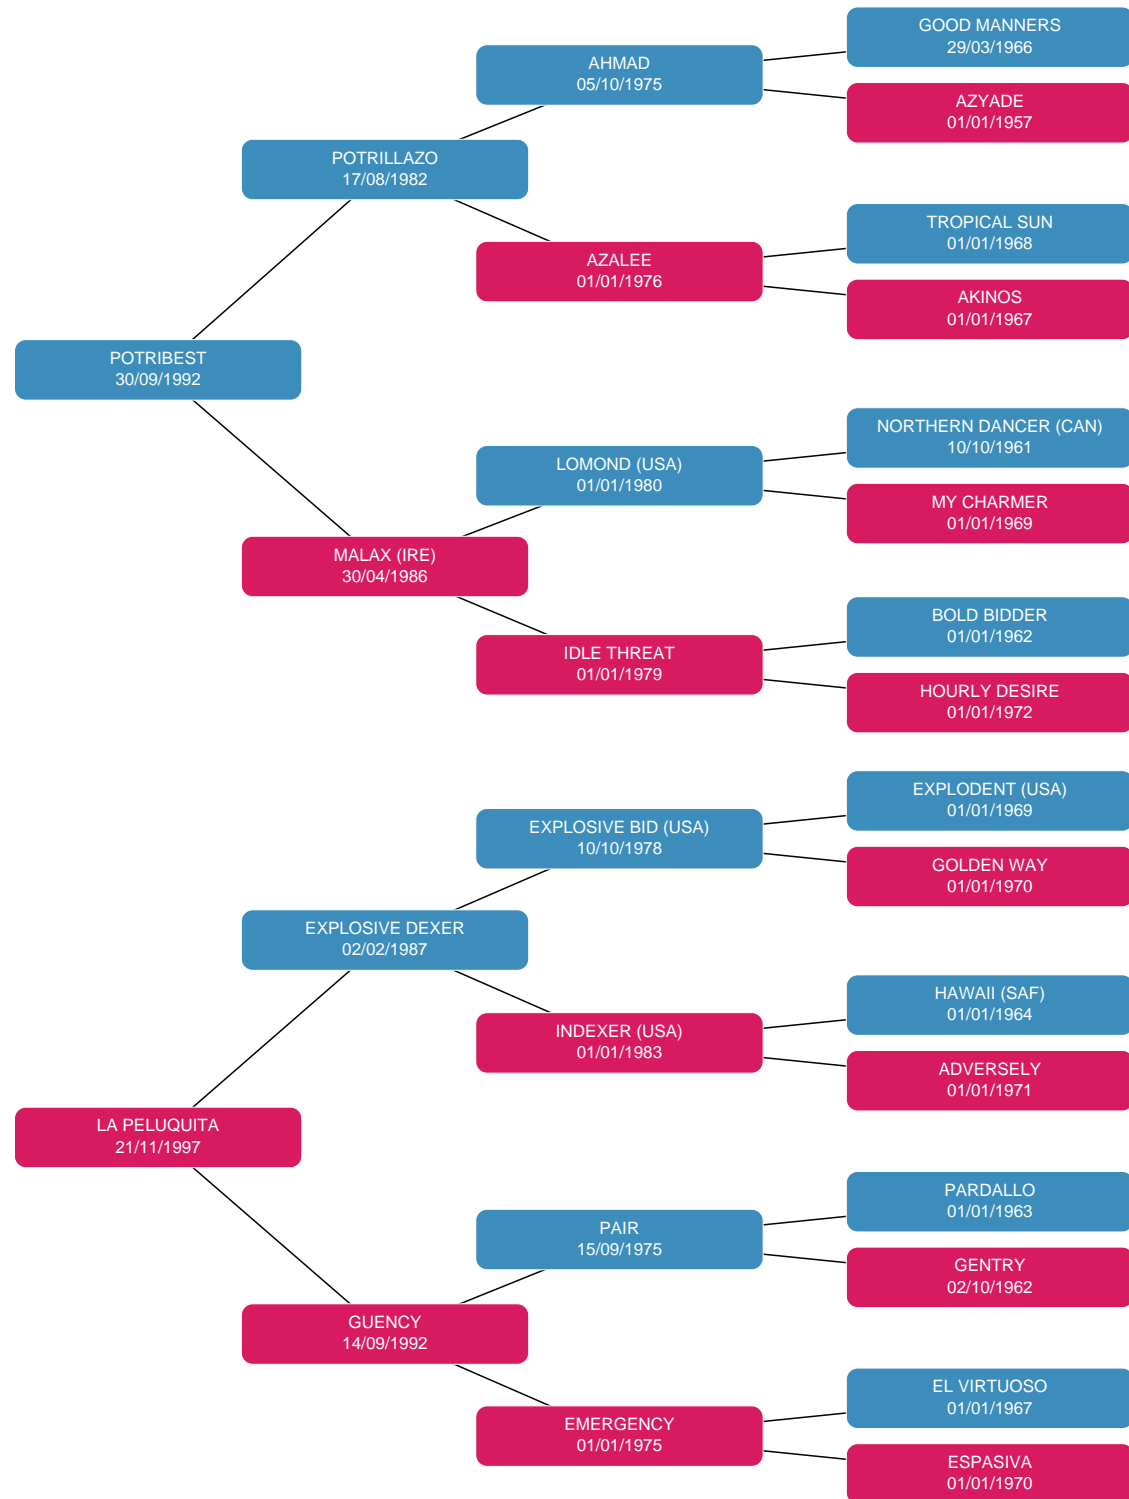 GOOD MANNERS
29/03/1966
AHMAD
05/10/1975
AZYADE
01/01/1957
POTRILLAZO
17/08/1982
TROPICAL SUN
01/01/1968
AZALEE
01/01/1976
AKINOS
01/01/1967
POTRIBEST
30/09/1992
NORTHERN DANCER (CAN)
10/10/1961
LOMOND (USA)
01/01/1980
MY CHARMER
01/01/1969
MALAX (IRE)
30/04/1986
BOLD BIDDER
01/01/1962
IDLE THREAT
01/01/1979
HOURLY DESIRE
01/01/1972
EXPLODENT (USA)
01/01/1969
EXPLOSIVE BID (USA)
10/10/1978
GOLDEN WAY
01/01/1970
EXPLOSIVE DEXER
02/02/1987
HAWAII (SAF)
01/01/1964
INDEXER (USA)
01/01/1983
ADVERSELY
01/01/1971
LA PELUQUITA
21/11/1997
PARDALLO
01/01/1963
PAIR
15/09/1975
GENTRY
02/10/1962
GUENCY
14/09/1992
EL VIRTUOSO
01/01/1967
EMERGENCY
01/01/1975
ESPASIVA
01/01/1970